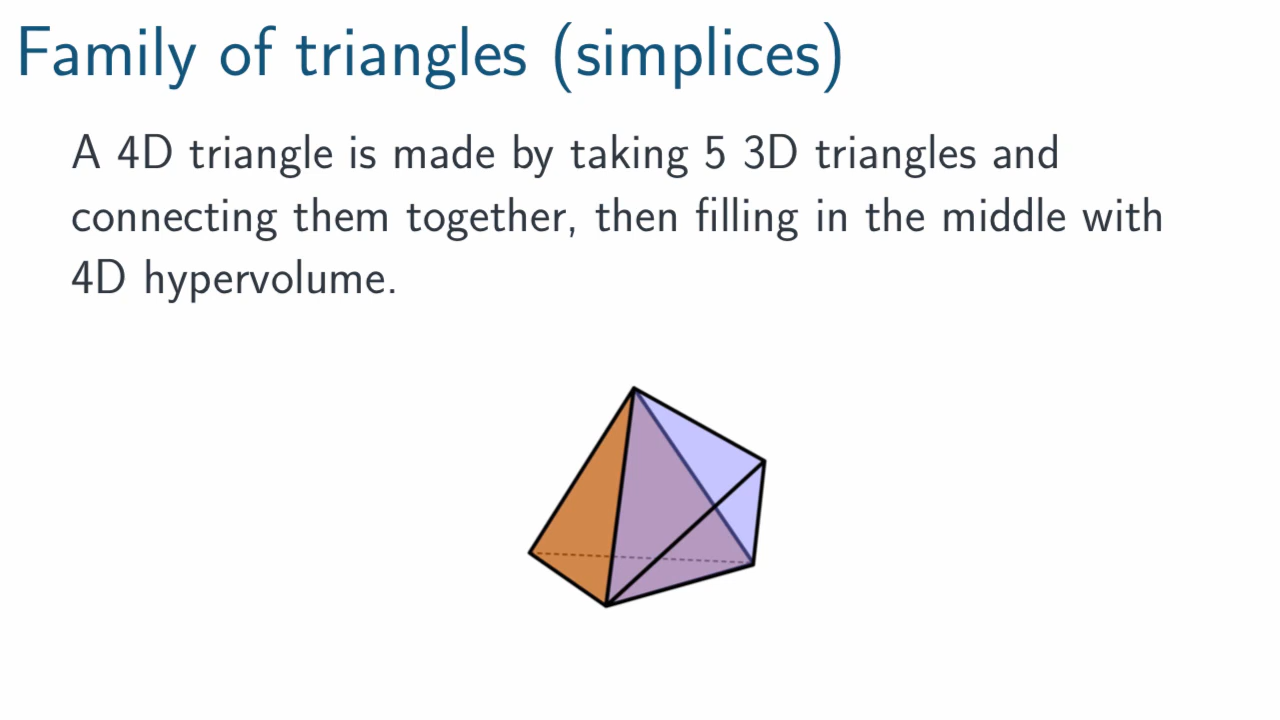 Family of triangles (simplices)
A 4D triangle is made by taking 5 3D triangles and
connecting them together, then filling in the middle with
4D hypervolume.